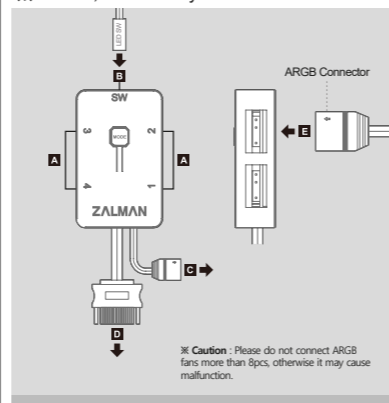 LED SW
B
SW
ARGB Connector
3
2
MODE
E
A
A
4
1
ZALMAN
C
D
※ Caution : Please do not connect ARGB
fans more than 8pcs, otherwise it may cause
malfunction.